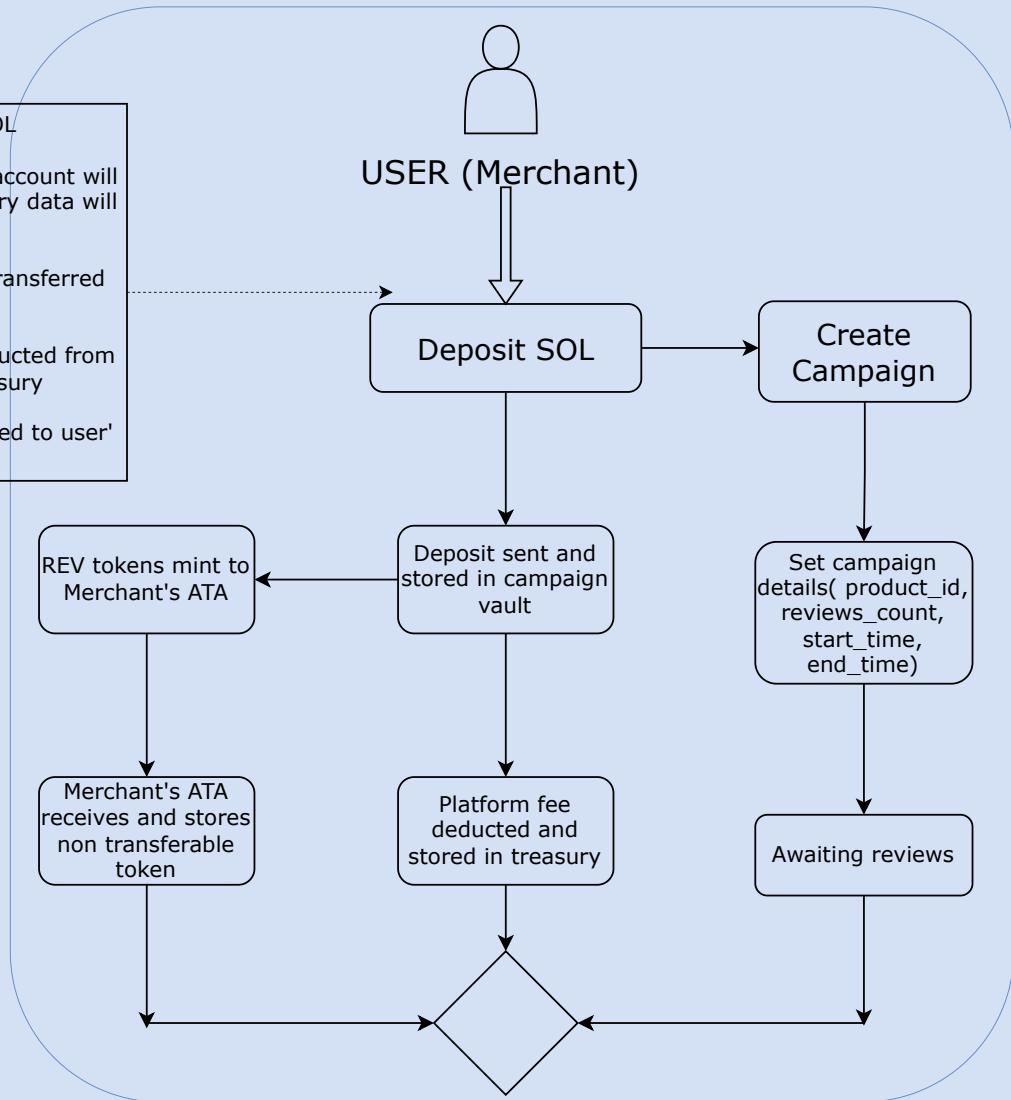 USER (Merchant)
OL
account will
ry data will
ransferred
ucted from
sury
ed to user'
Deposit SOL
Create
Campaign
REV tokens mint to
Merchant's ATA
Deposit sent and
stored in campaign
vault
Set campaign
details( product_id,
reviews_count,
start_time,
end_time)
Merchant's ATA
receives and stores
non transferable
token
Platform fee
deducted and
stored in treasury
Awaiting reviews